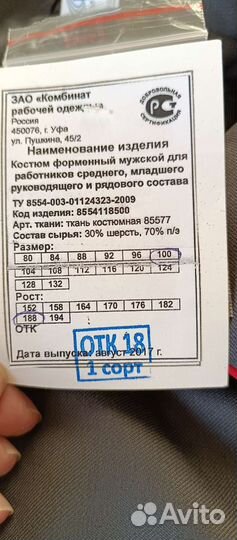 ЗАО «Комбинат
рабочей одежды»
Россия
450076, г. Уфа
ул. Пушкина, 45/2
ДОБРОВОЛЬНАЯ
СЕРТИФИКАЦИЯ
Наименование изделия
Костюм форменный мужской для
работников среднего, младшего
руководящего и рядового состава
ТУ 8554-003-01124323-2009
Код изделия: 8554118500
Арт. ткани: ткань костюмная 85577
Состав сырья: 30% шерсть, 70% п/э
Размер:
80 84 88 92 96 100
104 108 112 116 120 124
128 132
Рост:
152 158 164 170 176 182
188 194
ОТК
ОТК 18
1 сорт
Дата выпуска: август 2017 г.
Avito